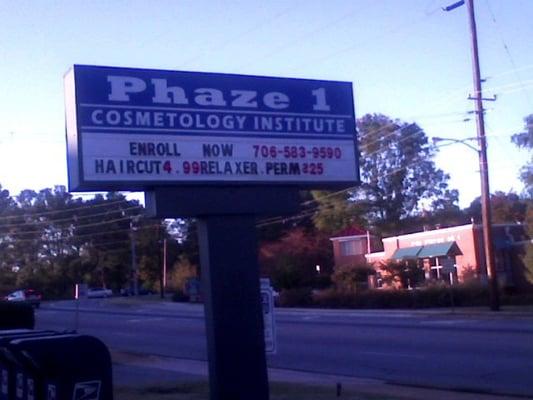 Phaze 1
COSMETOLOGY INSTITUTE
ENROLL NOW 706-583-9590
HAIRCUT4.99RELAXER.PERM$25